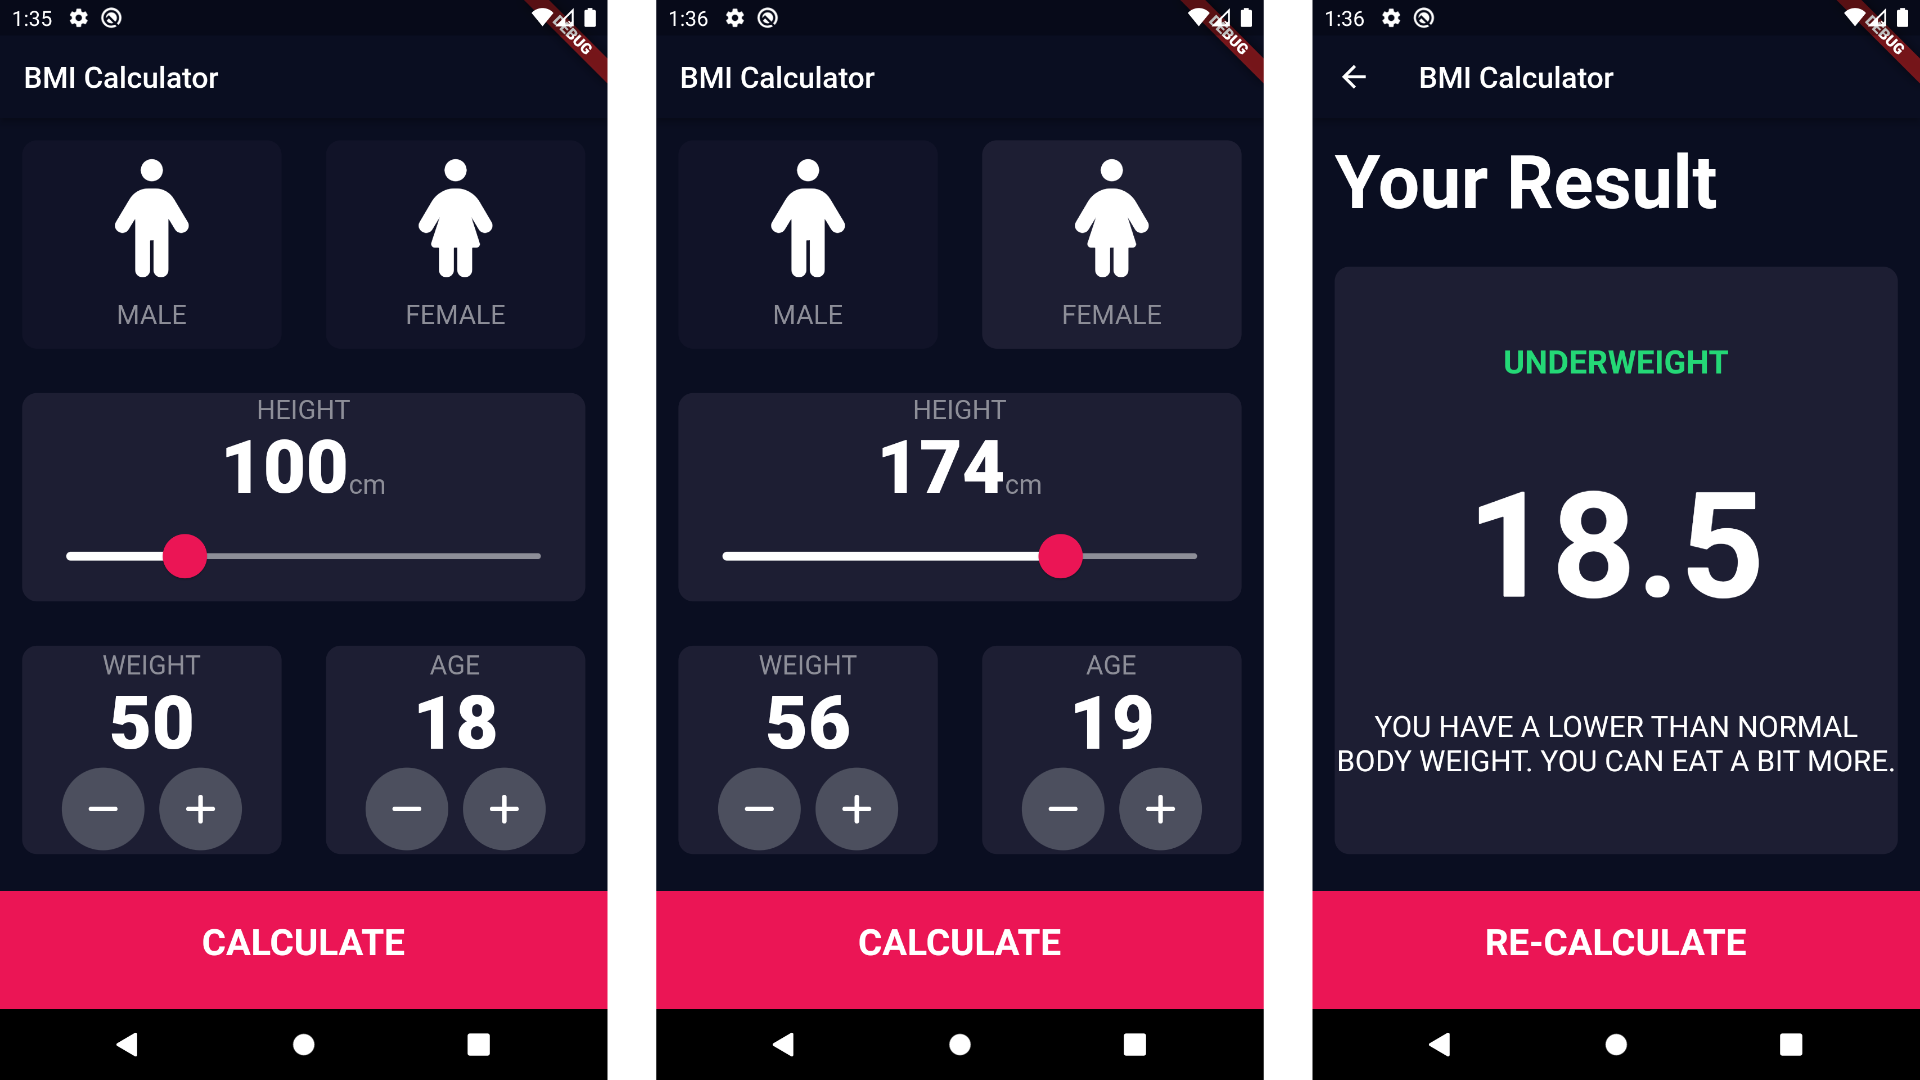 1:35
DEBUG
BMI Calculator
MALE
FEMALE
HEIGHT
100cm
WEIGHT
AGE
50
18
CALCULATE
1:36
DEBUG
BMI Calculator
MALE
FEMALE
HEIGHT
174cm
WEIGHT
AGE
56
19
CALCULATE
1:36
DEBUG
BMI Calculator
Your Result
UNDERWEIGHT
18.5
YOU HAVE A LOWER THAN NORMAL
BODY WEIGHT. YOU CAN EAT A BIT MORE.
RE-CALCULATE